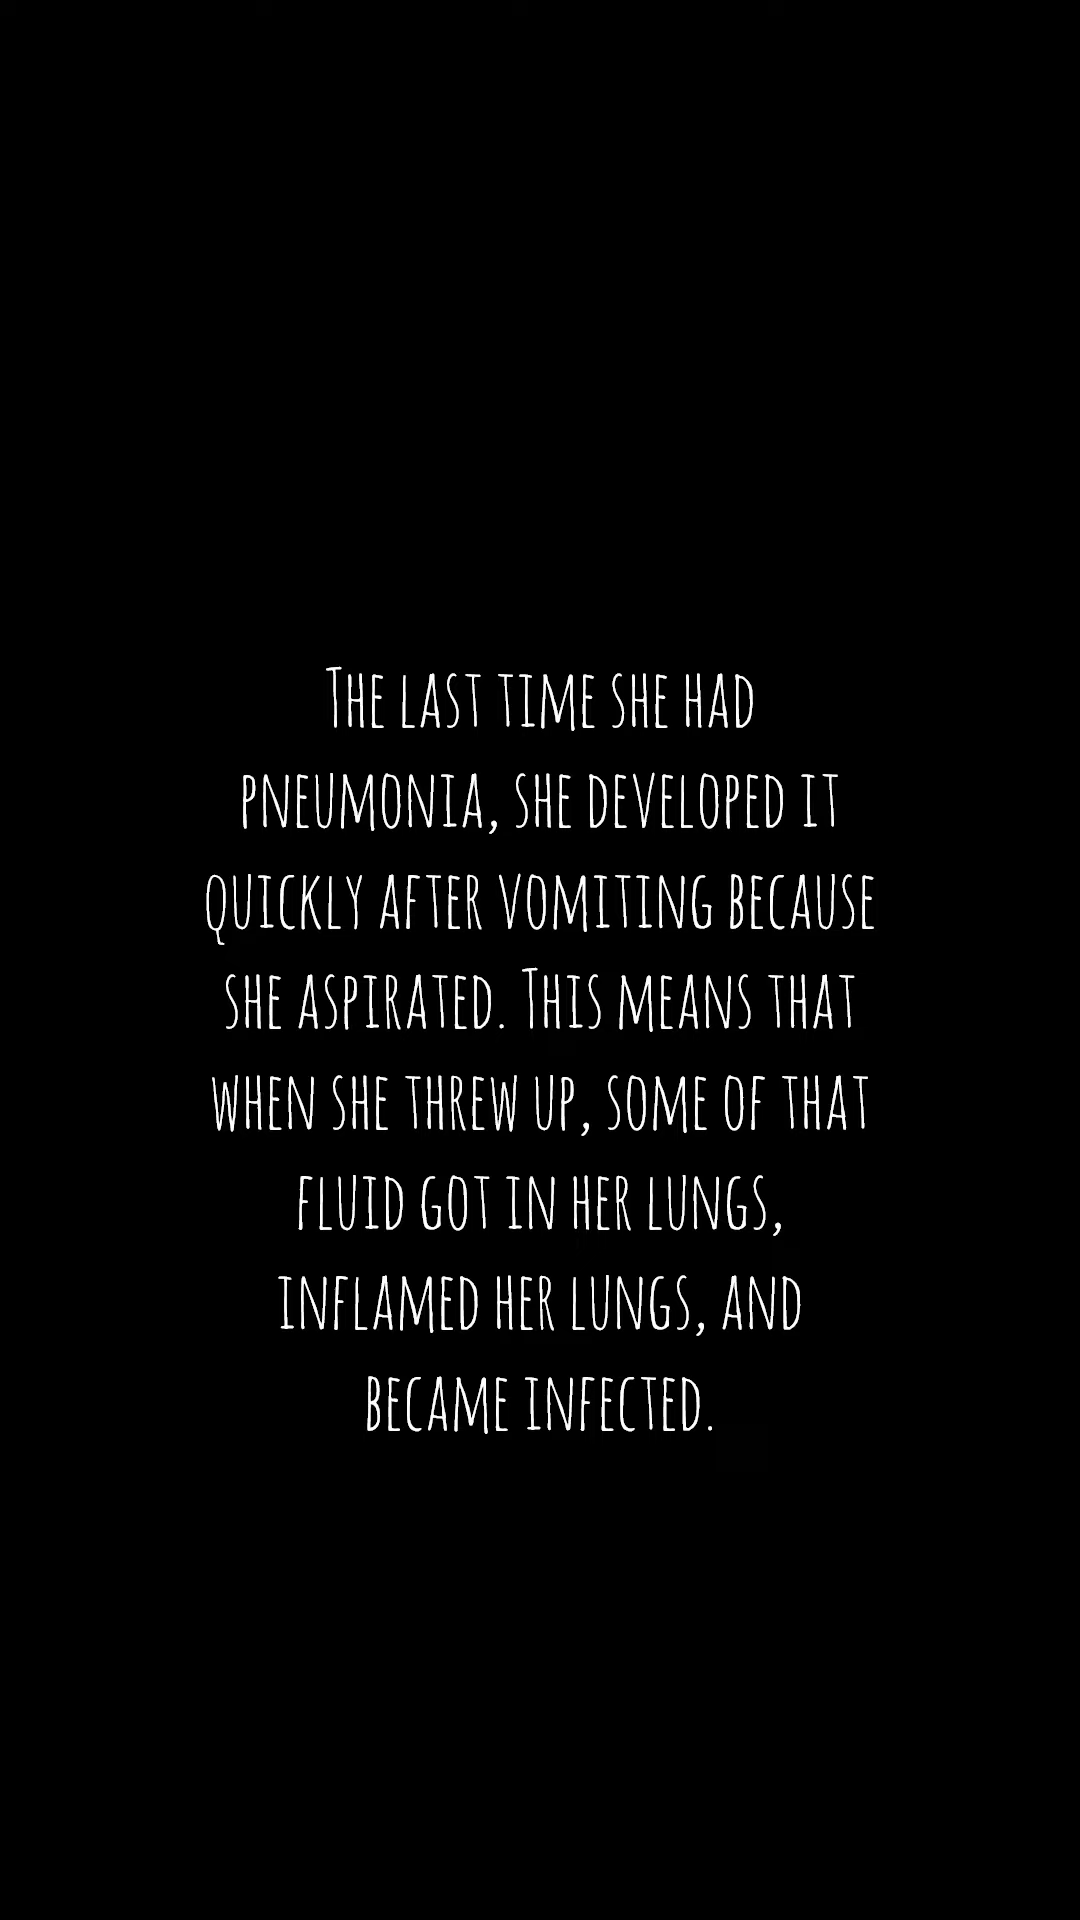 The last time she had
pneumonia, she developed it
quickly after vomiting because
she aspirated. This means that
when she threw up, some of that
fluid got in her lungs,
inflamed her lungs, and
became infected.